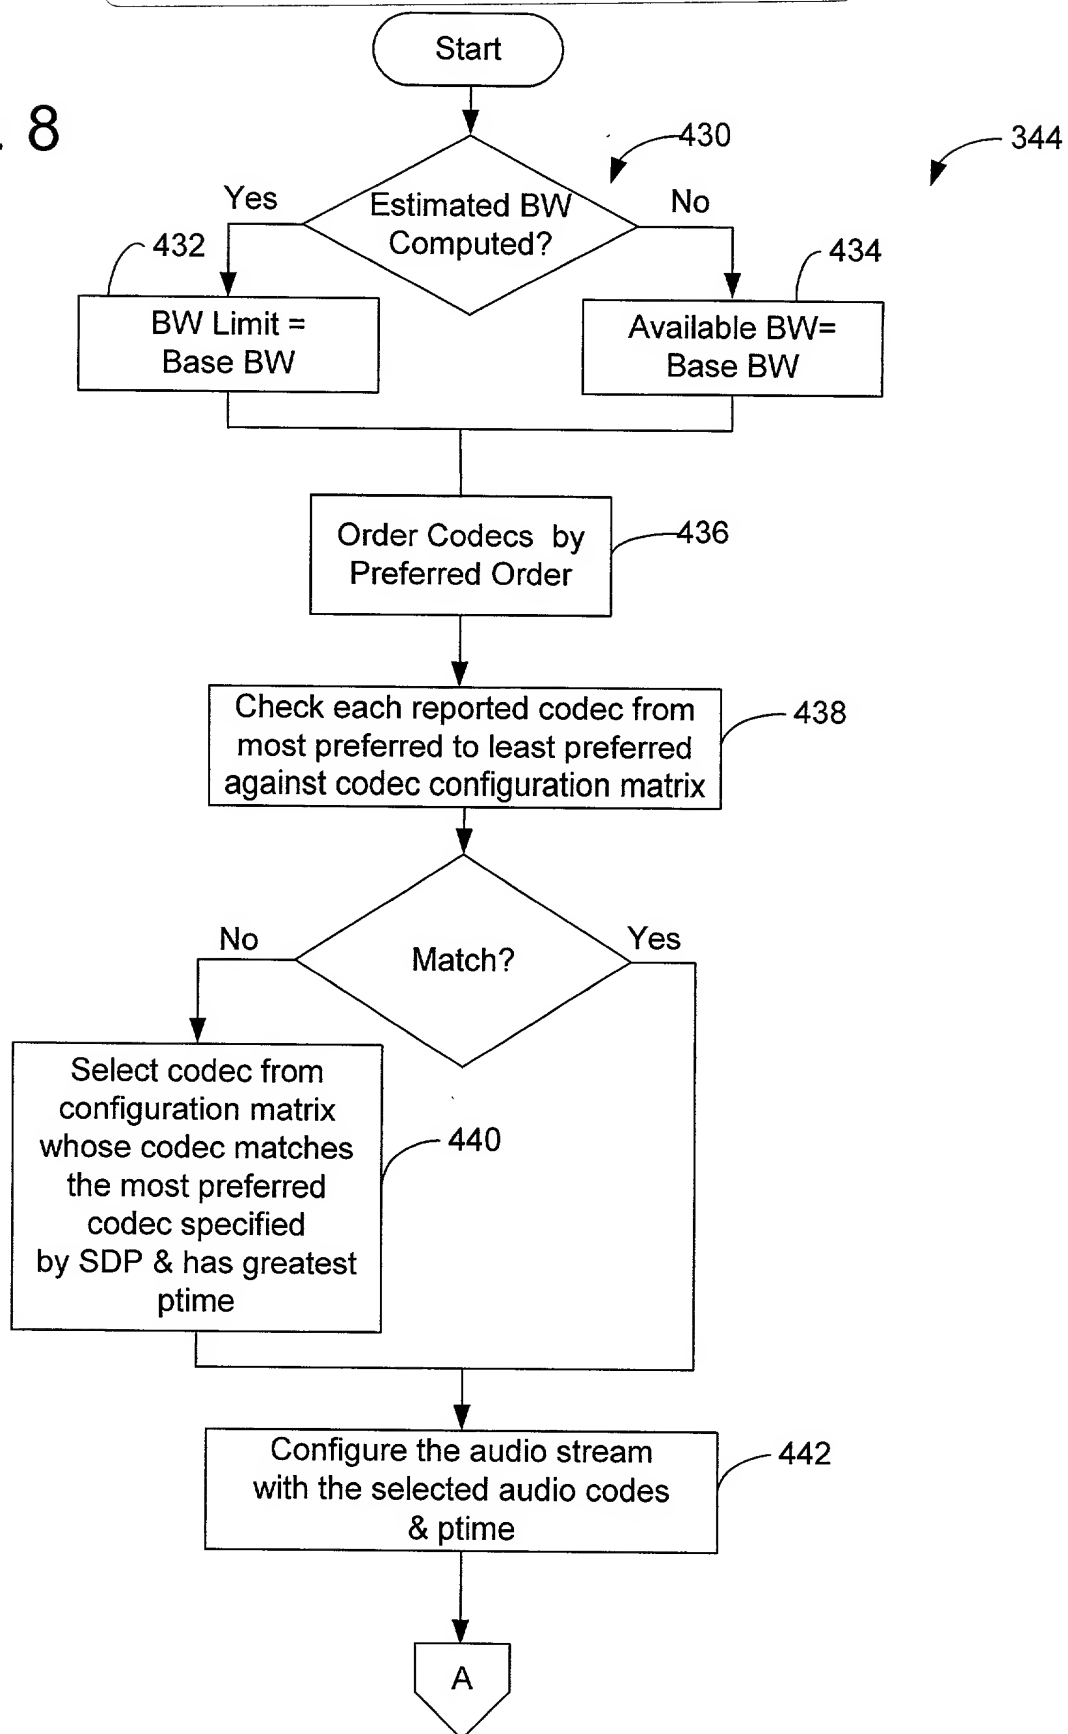 Start
. 8
430
344
Estimated BW
Computed?
Yes
No
432
434
BW Limit =
Base BW
Available BW=
Base BW
Order Codecs by
Preferred Order
436
Check each reported codec from
most preferred to least preferred
against codec configuration matrix
438
Match?
No
Yes
Select codec from
configuration matrix
whose codec matches
the most preferred
codec specified
by SDP & has greatest
ptime
440
Configure the audio stream
with the selected audio codes
& ptime
442
A